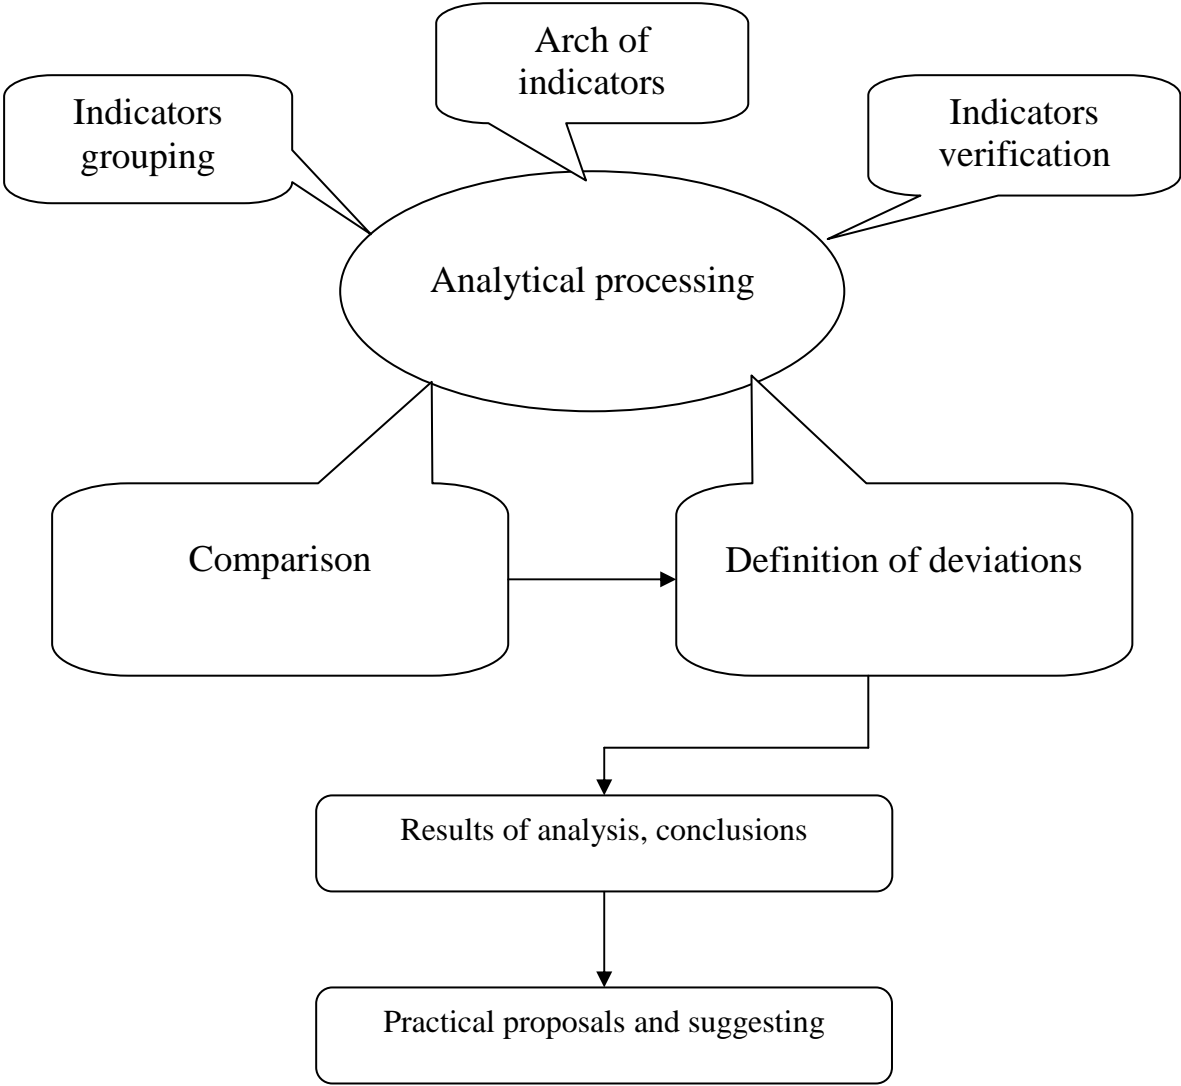 Arch of
indicators
Indicators
grouping
Indicators
verification
Analytical processing
Comparison
Definition of deviations
Results of analysis, conclusions
Practical proposals and suggesting